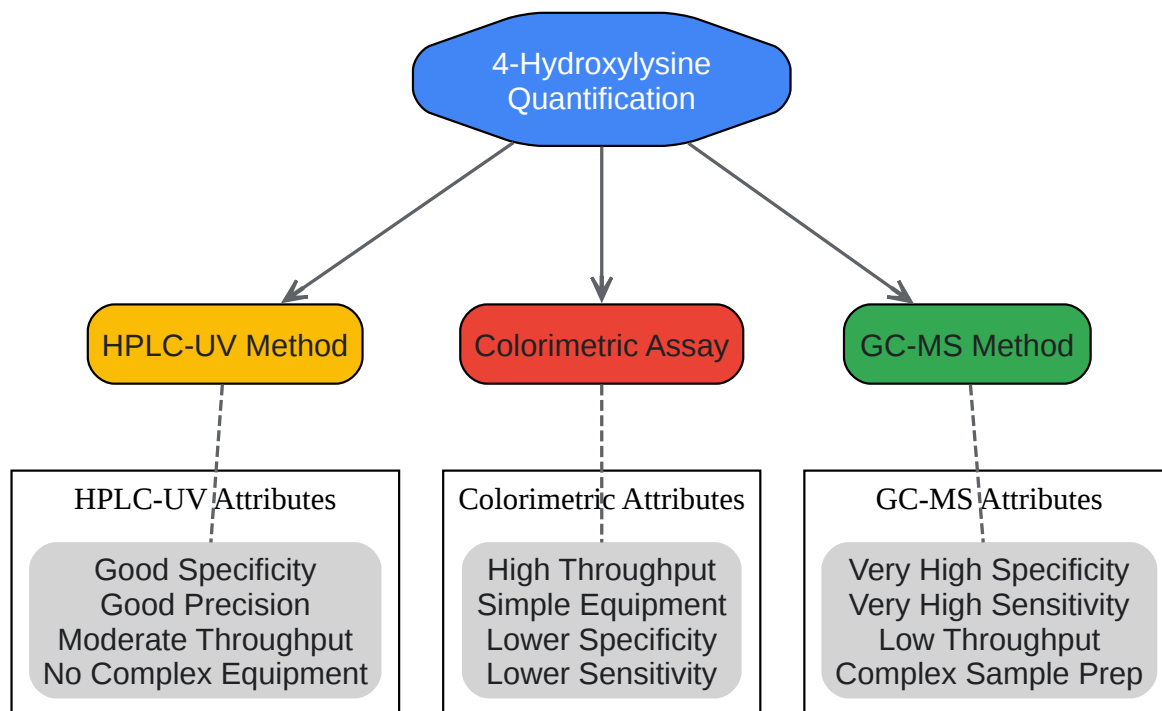 4-Hydroxylysine
Quantification
HPLC-UV Method
Colorimetric Assay
GC-MS Method
HPLC-UV Attributes
Good Specificity
Good Precision
Moderate Throughput
No Complex Equipment
Colorimetric Attributes
High Throughput
Simple Equipment
Lower Specificity
Lower Sensitivity
GC-MS Attributes
Very High Specificity
Very High Sensitivity
Low Throughput
Complex Sample Prep